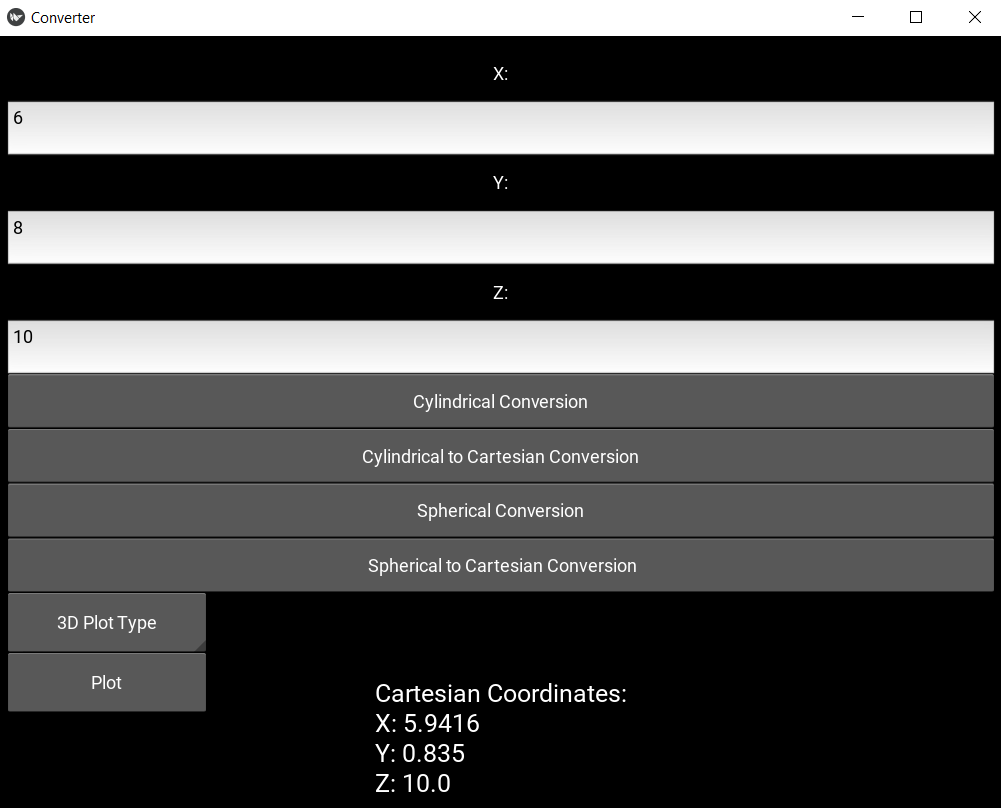 Converter
X:
6
Y:
8
Z:
10
Cylindrical Conversion
Cylindrical to Cartesian Conversion
Spherical Conversion
Spherical to Cartesian Conversion
3D Plot Type
Plot
Cartesian Coordinates:
X: 5.9416
Y: 0.835
Z: 10.0